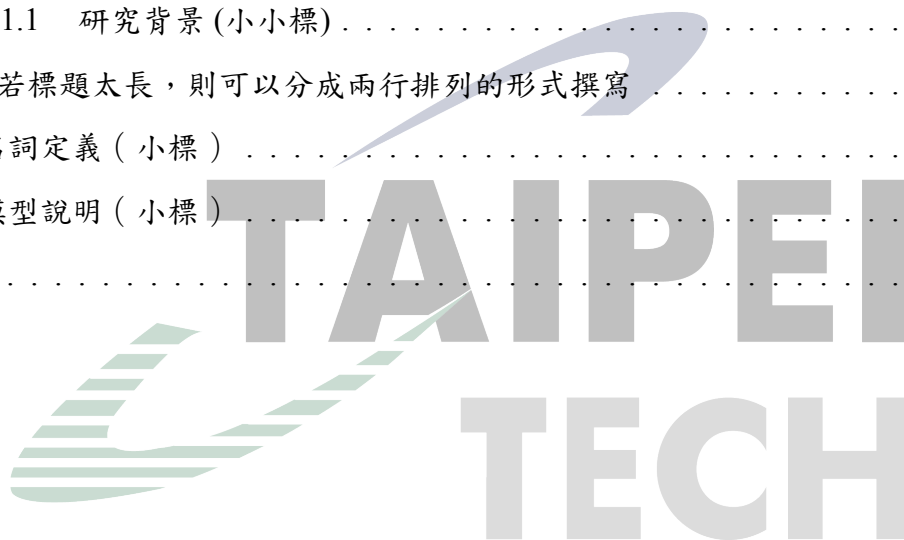 1.1 研究背景 (小小標) . . . . . . . . . . . . . . . . . . . . . . . .
若標題太長，則可以分成兩行排列的形式撰寫 . . . . . . . . . . .
詞定義（小標） . . . . . . . . . . . . . . . . . . . . . . . . . . . .
型說明（小標） . . . . . . . . . . . . . . . . . . . . . . . . . . . .
. . . . . . . . . . . . . . . . . . . . . . . . . . . . . . . . . . . . . .
TAIPEI
TECH